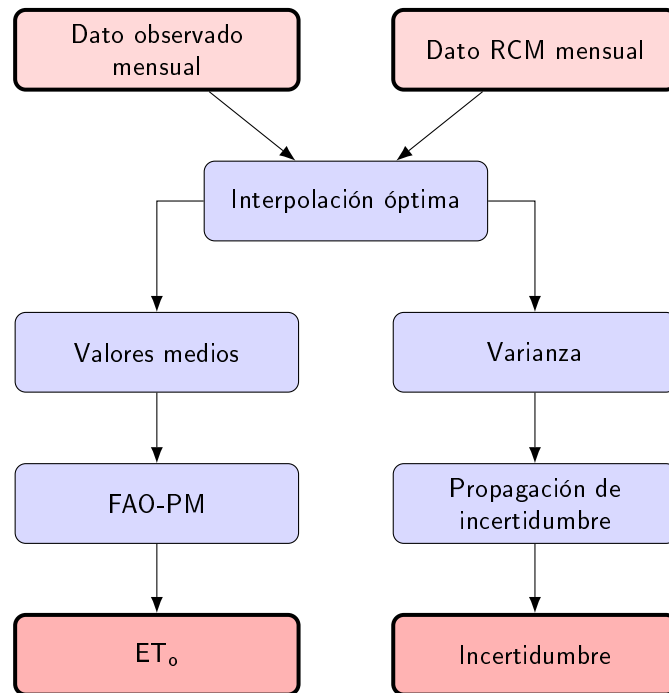 Dato observado
mensual
Dato RCM mensual
Interpolación óptima
Valores medios
Varianza
FAO-PM
Propagación de
incertidumbre
ETₒ
Incertidumbre